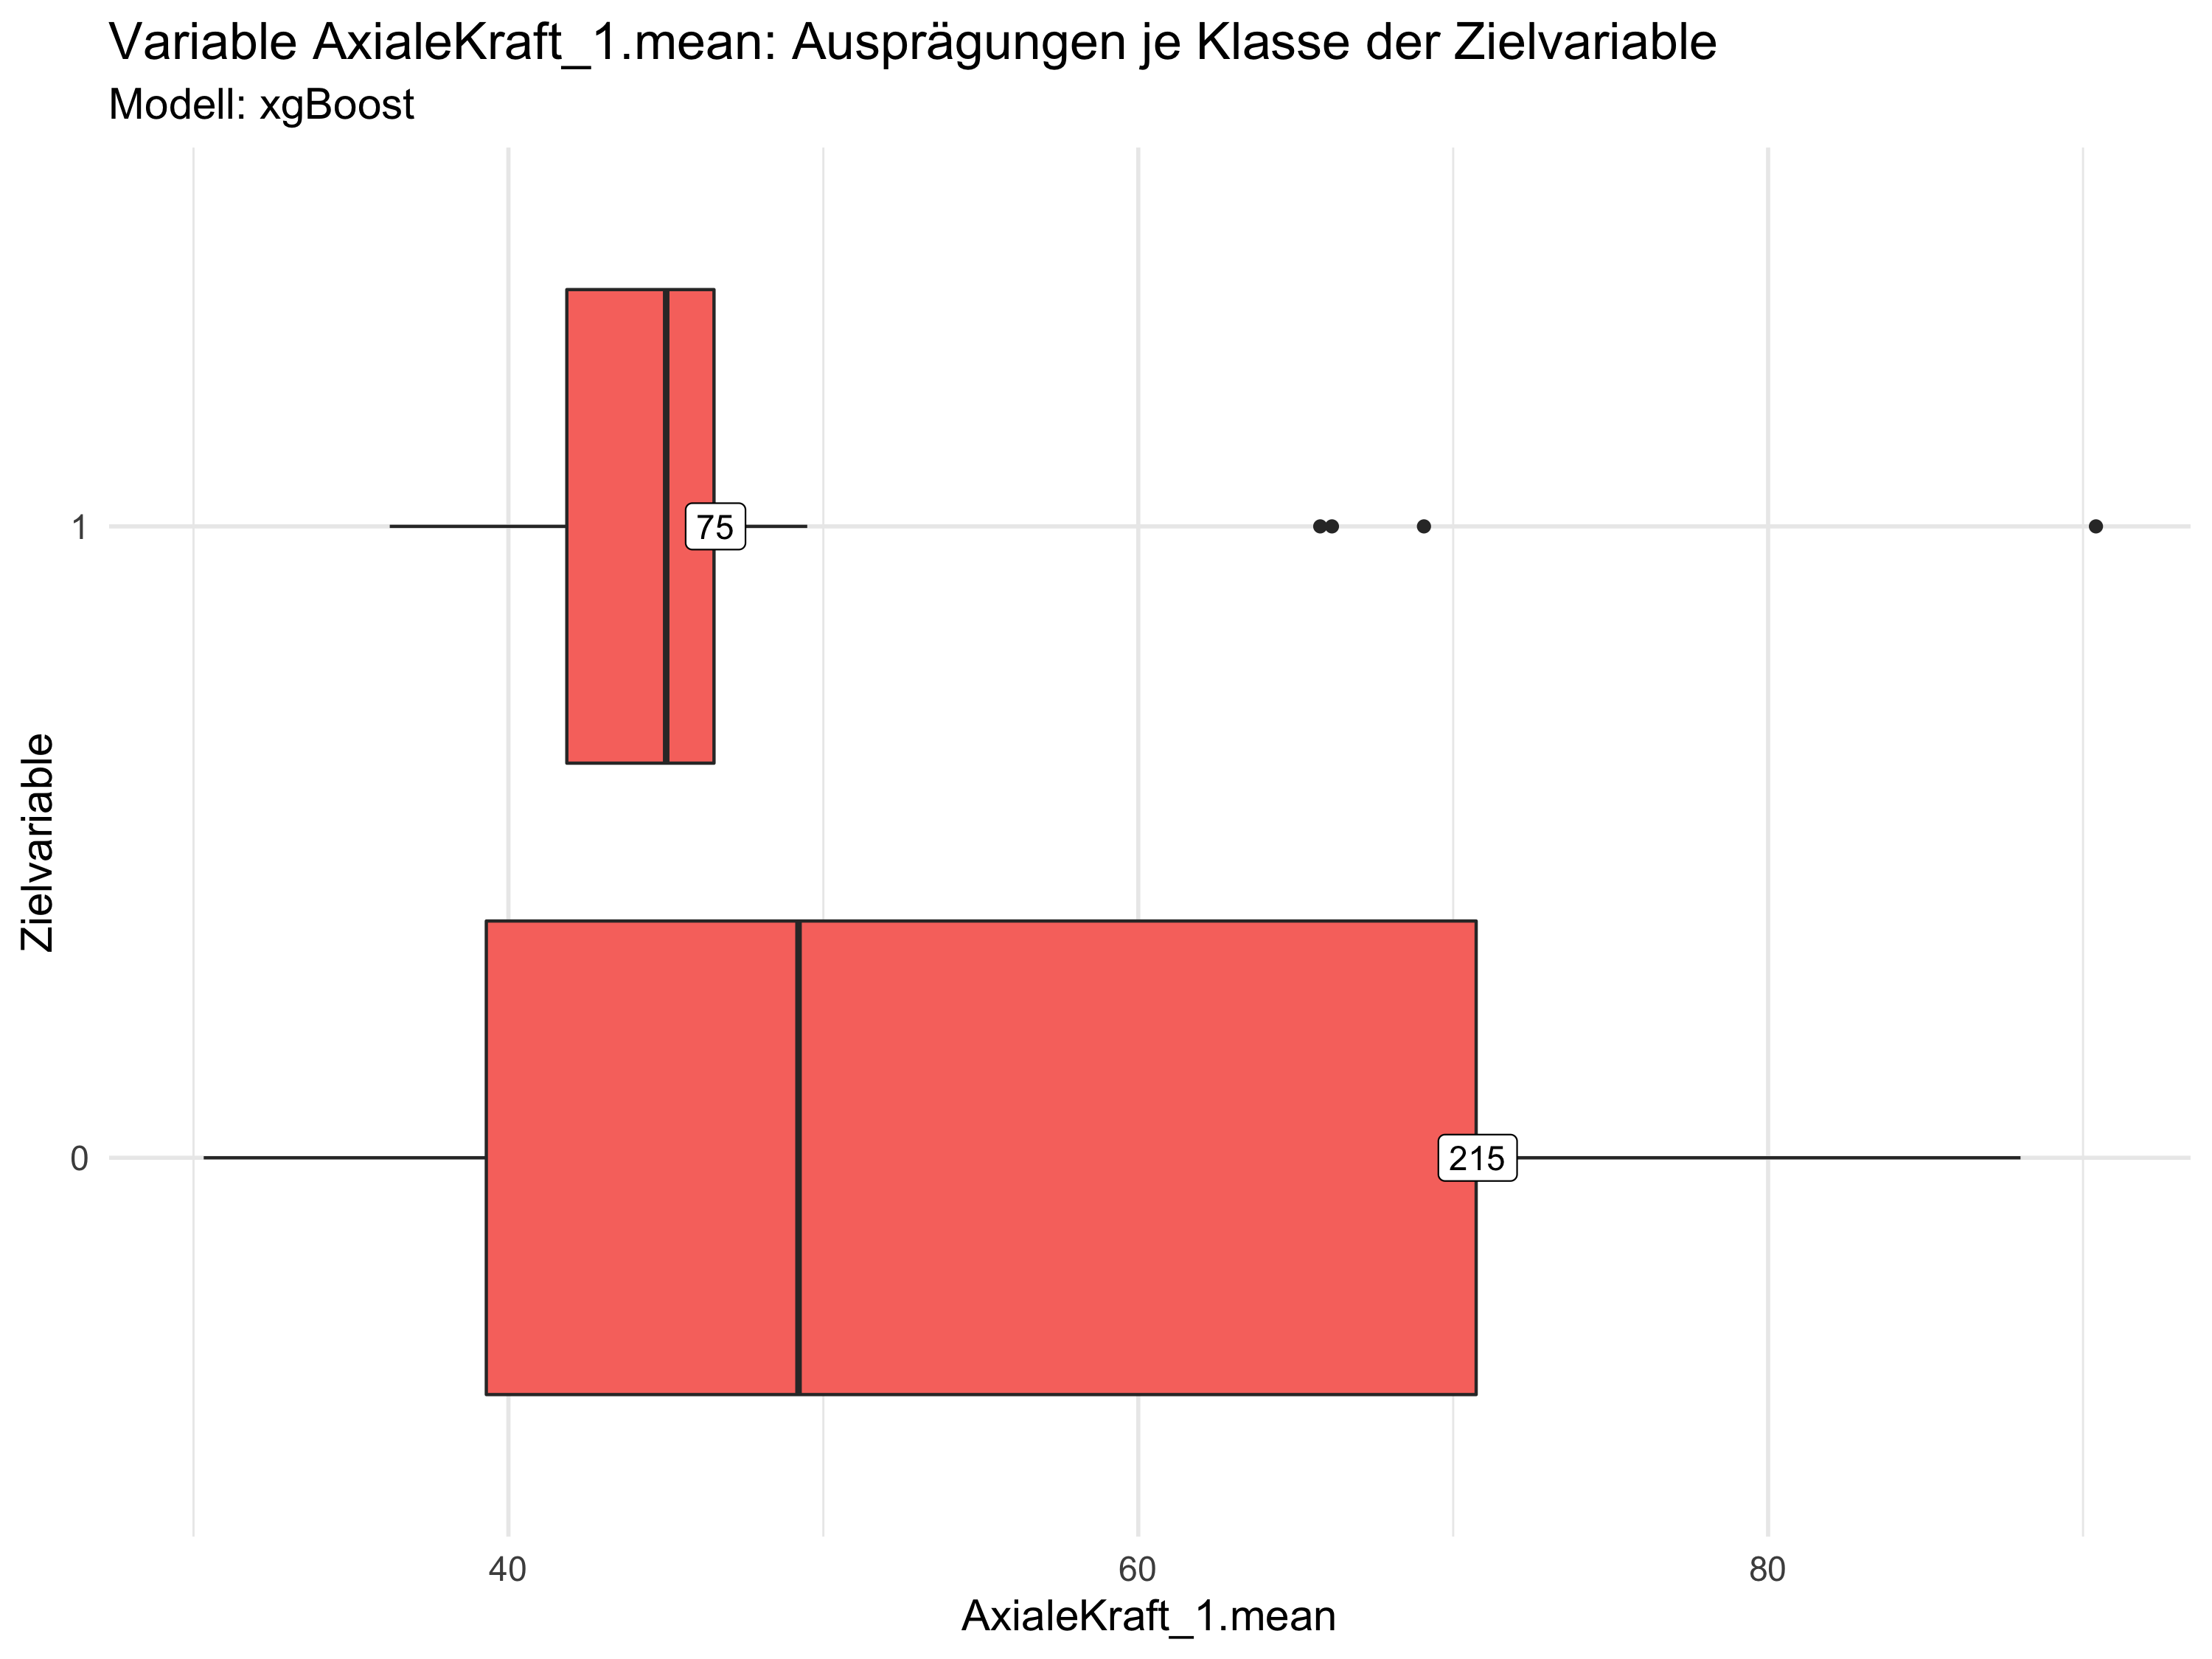 Variable AxialeKraft_1.mean: Ausprägungen je Klasse der Zielvariable
Modell: xgBoost
1
75
Zielvariable
0
215
40
60
80
AxialeKraft_1.mean